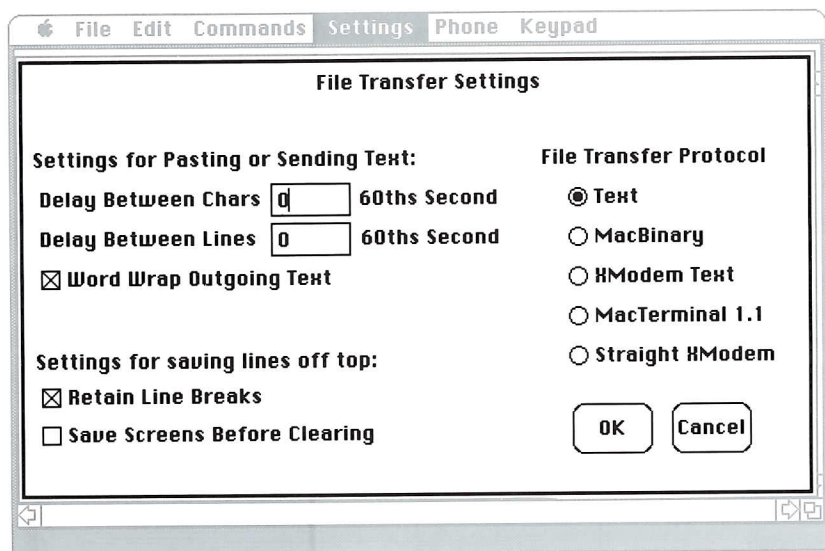 File Edit Commands Settings Phone Keypad
File Transfer Settings
Settings for Pasting or Sending Text:
Delay Between Chars 0 60ths Second
Delay Between Lines 0 60ths Second
Word Wrap Outgoing Text
Settings for saving lines off top:
Retain Line Breaks
Save Screens Before Clearing
File Transfer Protocol
Text
MacBinary
XModem Text
MacTerminal 1.1
Straight XModem
OK Cancel